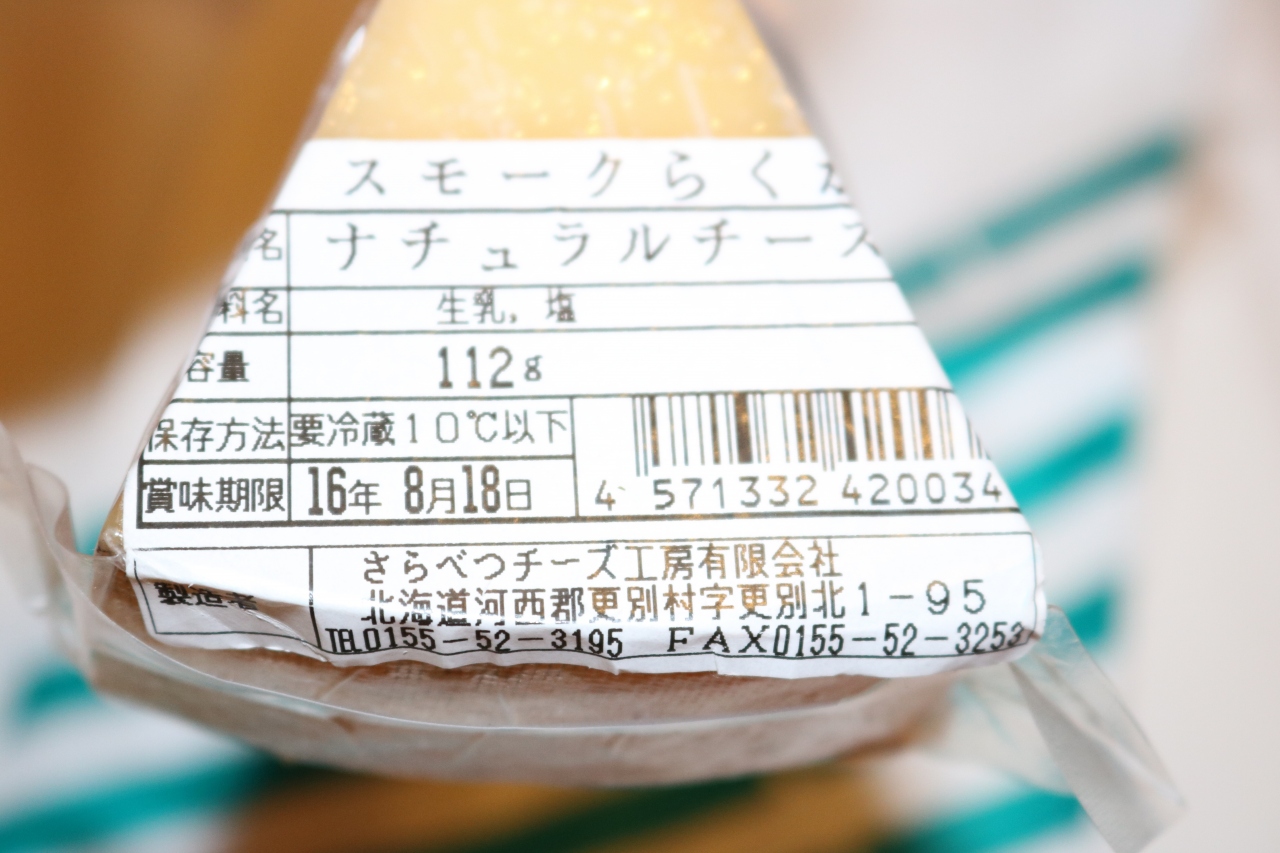 スモークらく
名 ナチュラルチーズ
料名 生乳，塩
容量 112g
保存方法 要冷蔵10℃以下
賞味期限 16年 8月18日
4 571332 420034
製造者 さらべつチーズ工房有限会社
北海道河西郡更別村字更別北1-95
TEL0155-52-3195 FAX0155-52-3253